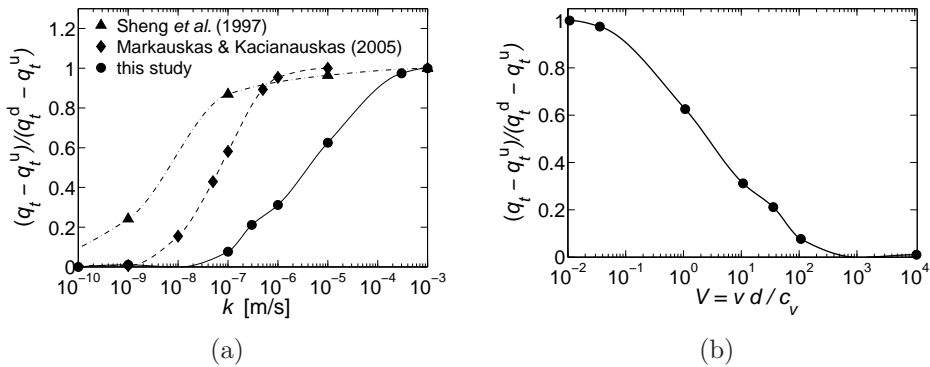 ▲ Sheng et al. (1997)
◆ Markauskas & Kacianauskas (2005)
● this study
(q_t − q_t^u)/(q_t^d − q_t^u)
1.2
1
0.8
0.6
0.4
0.2
0
10^−10 10^−9 10^−8 10^−7 10^−6 10^−5 10^−4 10^−3
k [m/s]
(a)
(q_t − q_t^u)/(q_t^d − q_t^u)
1
0.8
0.6
0.4
0.2
0
10^−2 10^−1 10^0 10^1 10^2 10^3 10^4
V = v d / c_v
(b)